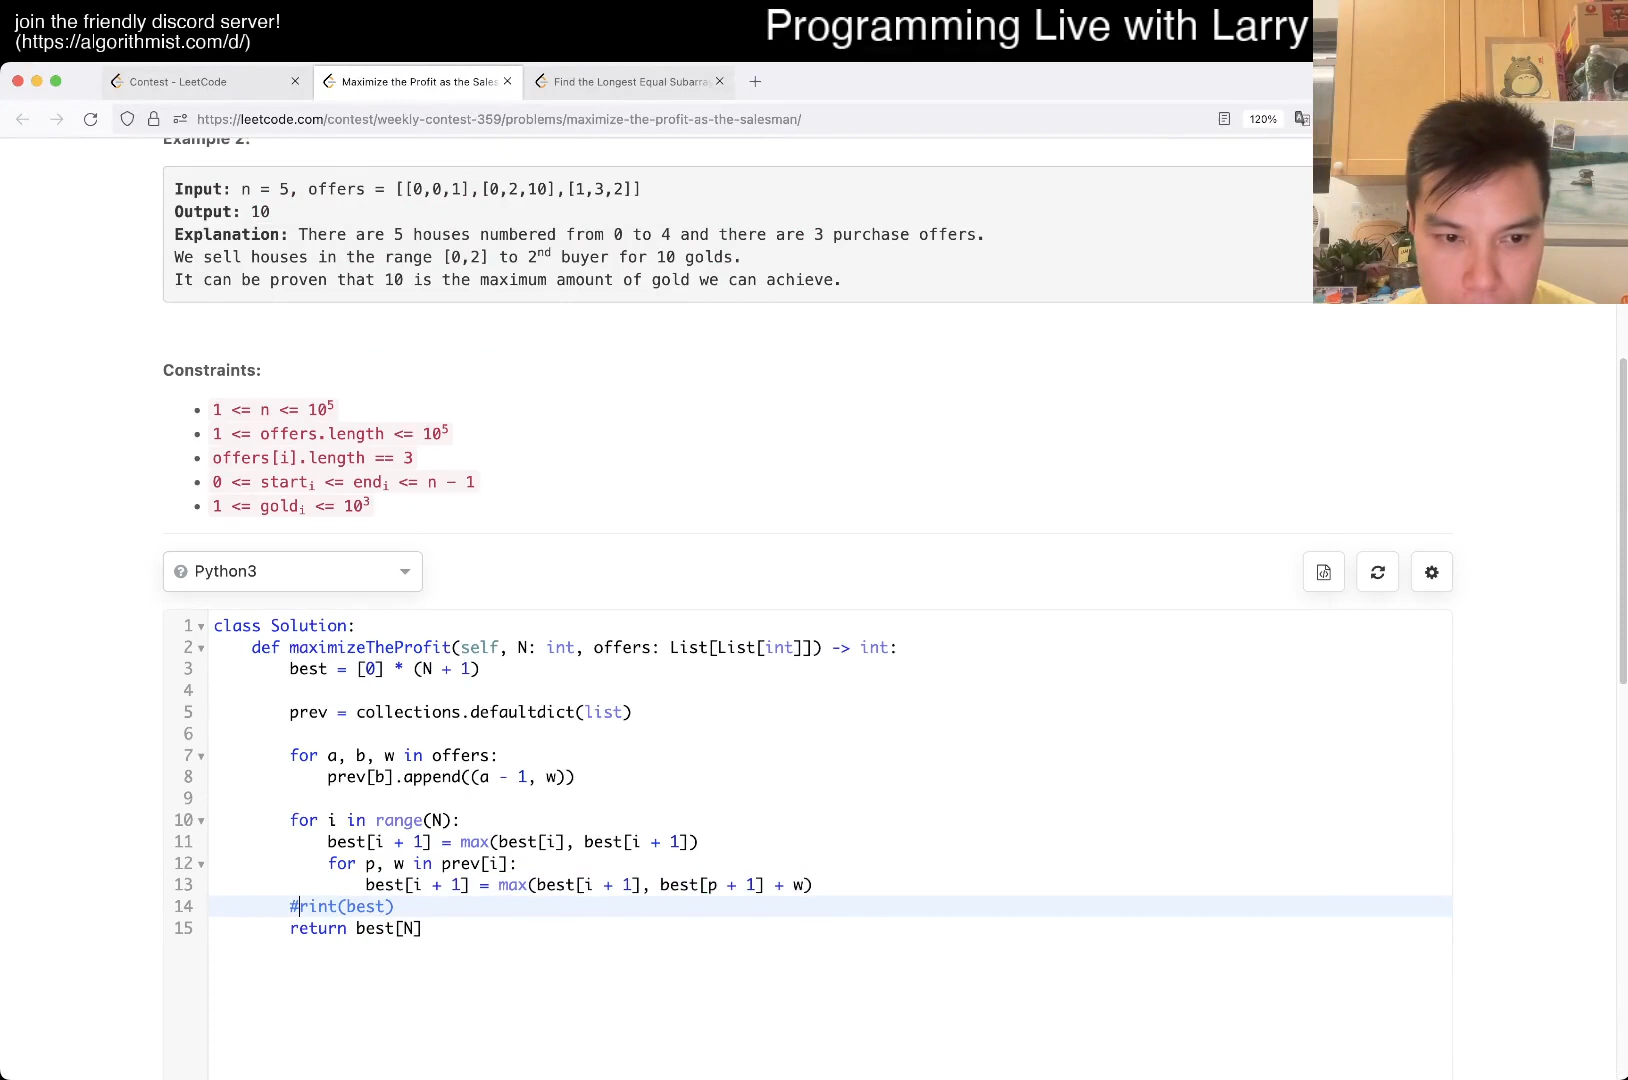 join the friendly discord server!
(https://algorithmist.com/d/)
Programming Live with Larry
Contest - LeetCode
Maximize the Profit as the Sales
Find the Longest Equal Subarra
https://leetcode.com/contest/weekly-contest-359/problems/maximize-the-profit-as-the-salesman/
120%
Example 2:
Input: n = 5, offers = [[0,0,1],[0,2,10],[1,3,2]]
Output: 10
Explanation: There are 5 houses numbered from 0 to 4 and there are 3 purchase offers.
We sell houses in the range [0,2] to 2nd buyer for 10 golds.
It can be proven that 10 is the maximum amount of gold we can achieve.
Constraints:
1 <= n <= 10^5
1 <= offers.length <= 10^5
offers[i].length == 3
0 <= starti <= endi <= n - 1
1 <= goldi <= 10^3
Python3
1 class Solution:
2     def maximizeTheProfit(self, N: int, offers: List[List[int]]) -> int:
3         best = [0] * (N + 1)
4
5         prev = collections.defaultdict(list)
6
7         for a, b, w in offers:
8             prev[b].append((a - 1, w))
9
10         for i in range(N):
11             best[i + 1] = max(best[i], best[i + 1])
12             for p, w in prev[i]:
13                 best[i + 1] = max(best[i + 1], best[p + 1] + w)
14         #rint(best)
15         return best[N]